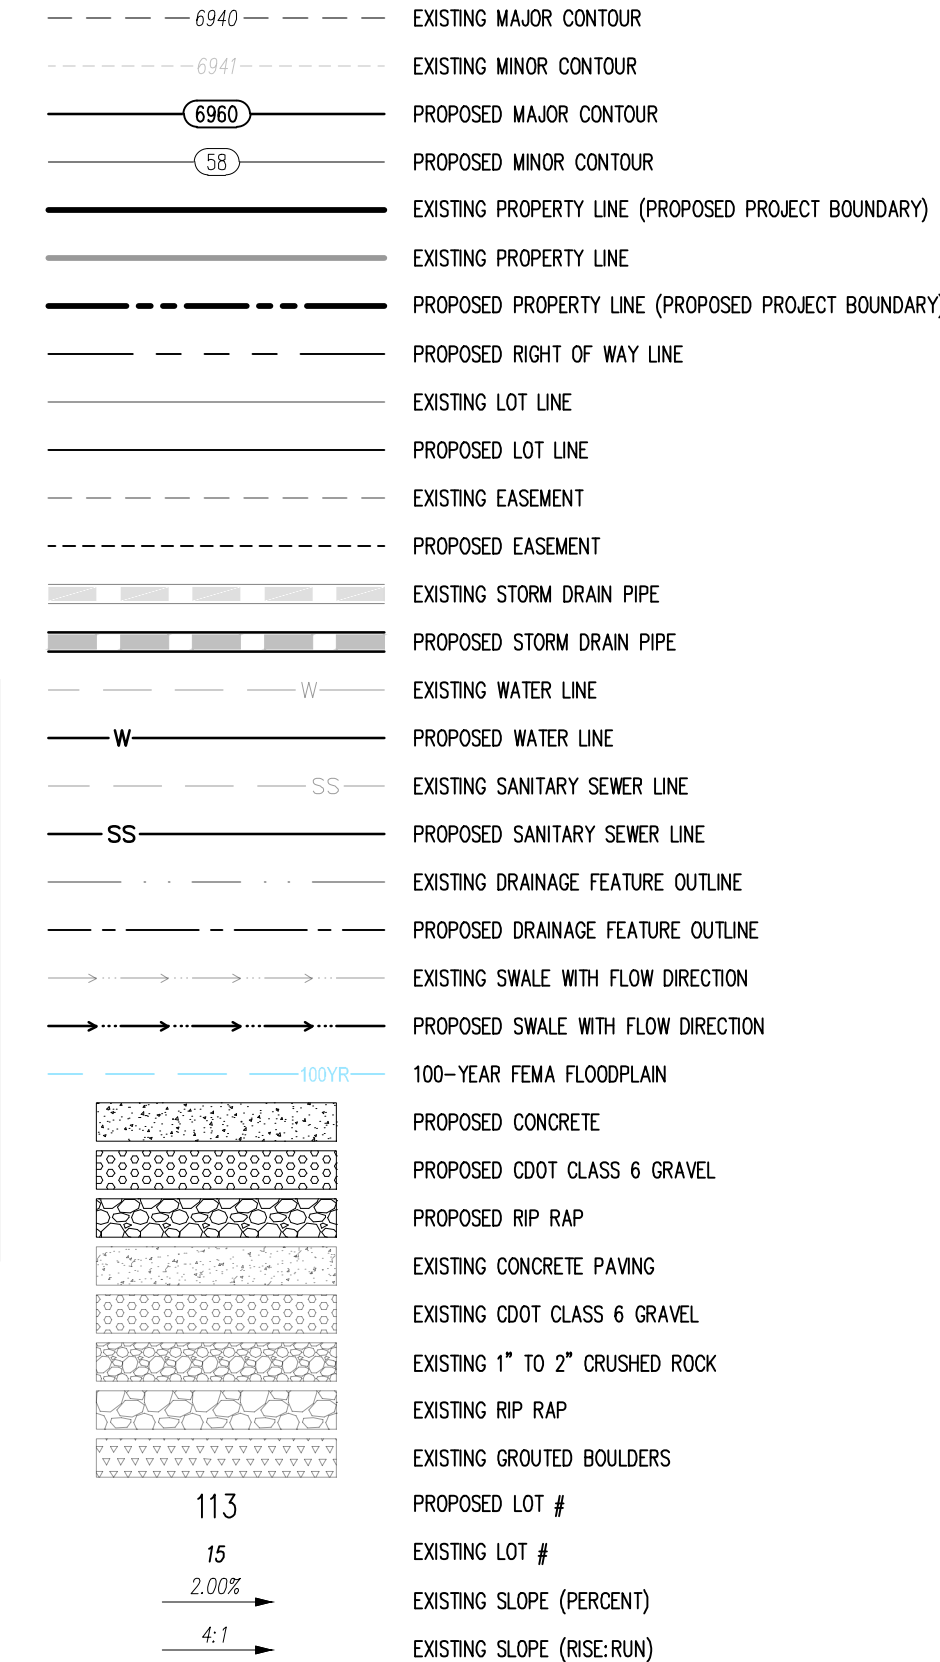 6940 EXISTING MAJOR CONTOUR
6941 EXISTING MINOR CONTOUR
6960 PROPOSED MAJOR CONTOUR
58 PROPOSED MINOR CONTOUR
EXISTING PROPERTY LINE (PROPOSED PROJECT BOUNDARY)
EXISTING PROPERTY LINE
PROPOSED PROPERTY LINE (PROPOSED PROJECT BOUNDARY)
PROPOSED RIGHT OF WAY LINE
EXISTING LOT LINE
PROPOSED LOT LINE
EXISTING EASEMENT
PROPOSED EASEMENT
EXISTING STORM DRAIN PIPE
PROPOSED STORM DRAIN PIPE
W EXISTING WATER LINE
W PROPOSED WATER LINE
SS EXISTING SANITARY SEWER LINE
SS PROPOSED SANITARY SEWER LINE
EXISTING DRAINAGE FEATURE OUTLINE
PROPOSED DRAINAGE FEATURE OUTLINE
EXISTING SWALE WITH FLOW DIRECTION
PROPOSED SWALE WITH FLOW DIRECTION
100YR 100-YEAR FEMA FLOODPLAIN
PROPOSED CONCRETE
PROPOSED CDOT CLASS 6 GRAVEL
PROPOSED RIP RAP
EXISTING CONCRETE PAVING
EXISTING CDOT CLASS 6 GRAVEL
EXISTING 1" TO 2" CRUSHED ROCK
EXISTING RIP RAP
EXISTING GROUTED BOULDERS
113 PROPOSED LOT #
15 EXISTING LOT #
2.00% EXISTING SLOPE (PERCENT)
4:1 EXISTING SLOPE (RISE:RUN)